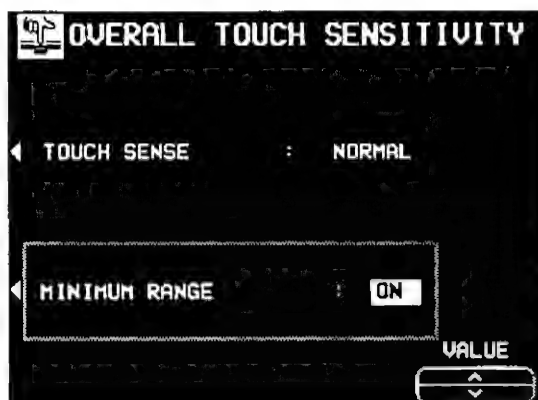 OVERALL TOUCH SENSITIVITY
TOUCH SENSE : NORMAL
MINIMUM RANGE : ON
VALUE